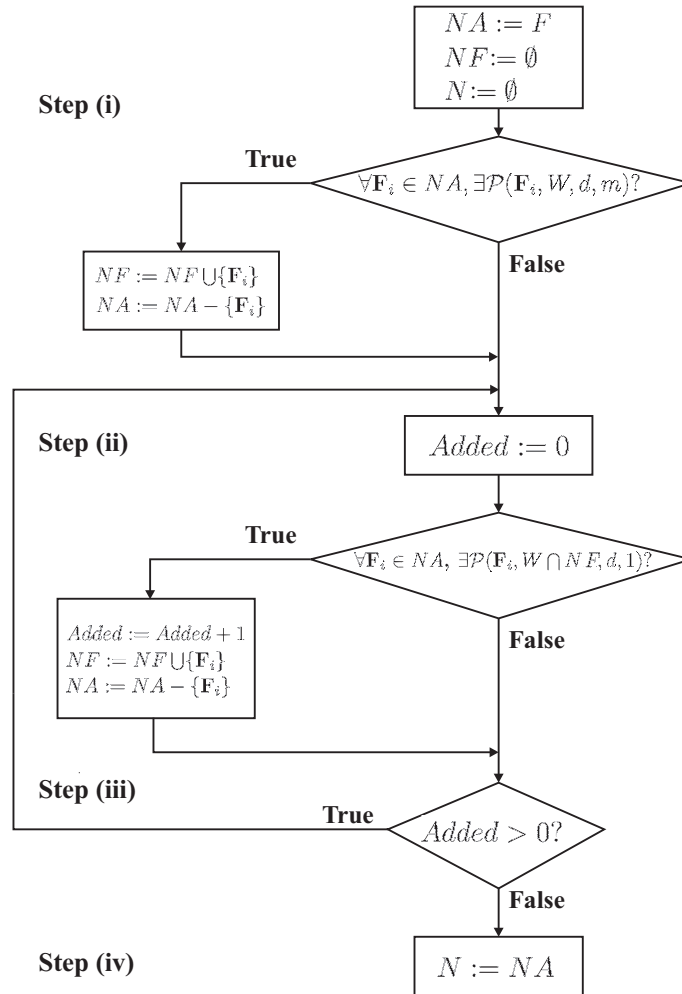 NA := F
NF := ∅
N := ∅
Step (i)
True
∀F_i ∈ NA, ∃P(F_i, W, d, m)?
False
NF := NF ⋃{F_i}
NA := NA − {F_i}
Step (ii)
Added := 0
True
∀F_i ∈ NA, ∃P(F_i, W ⋂ NF, d, 1)?
False
Added := Added + 1
NF := NF ⋃{F_i}
NA := NA − {F_i}
Step (iii)
True
Added > 0?
False
Step (iv)
N := NA